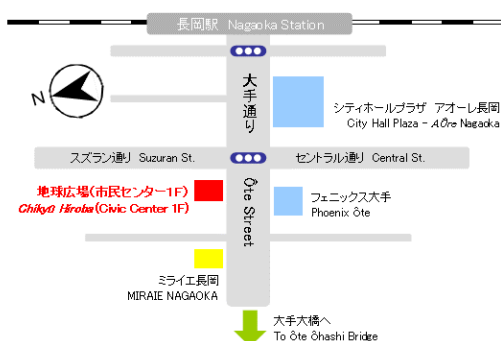 長岡駅 Nagaoka Station
N
大手通り
シティホールプラザ アオーレ長岡
City Hall Plaza - AÔre Nagaoka
スズラン通り Suzuran St.
セントラル通り Central St.
地球広場(市民センター1F)
Chikyû Hiroba(Civic Center 1F)
Ôte Street
フェニックス大手
Phoenix Ôte
ミライエ長岡
MIRAIE NAGAOKA
大手大橋へ
To Ôte Ôhashi Bridge